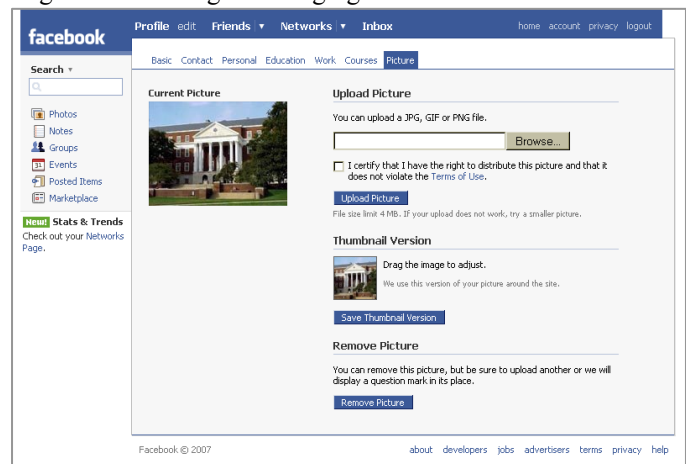 facebook
Profile edit Friends ▾ Networks ▾ Inbox
home account privacy logout
Search ▾
Photos
Notes
Groups
31 Events
Posted Items
Marketplace
New! Stats & Trends
Check out your Networks
Page.
Basic Contact Personal Education Work Courses Picture
Current Picture
Upload Picture
You can upload a JPG, GIF or PNG file.
Browse...
I certify that I have the right to distribute this picture and that it
does not violate the Terms of Use.
Upload Picture
File size limit 4 MB. If your upload does not work, try a smaller picture.
Thumbnail Version
Drag the image to adjust.
We use this version of your picture around the site.
Save Thumbnail Version
Remove Picture
You can remove this picture, but be sure to upload another or we will
display a question mark in its place.
Remove Picture
Facebook © 2007
about developers jobs advertisers terms privacy help